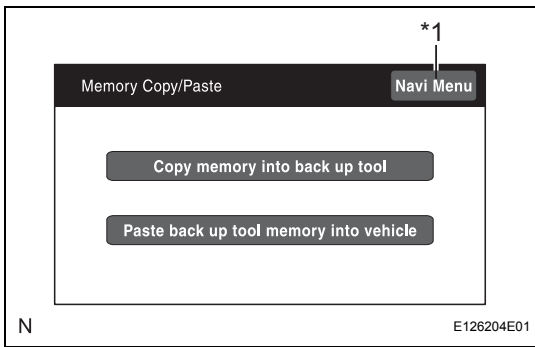 *1
Memory Copy/Paste Navi Menu
Copy memory into back up tool
Paste back up tool memory into vehicle
N E126204E01